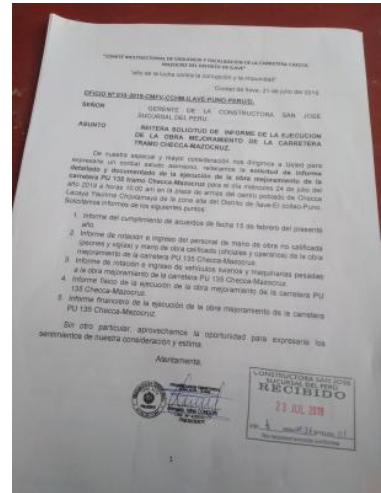 "COMITÉ MULTISECTORIAL DE VIGILANCIA Y FISCALIZACIÓN DE LA CARRETERA CHECCA
MAZOCRUZ DEL DISTRITO DE ILAVE"
"año de la lucha contra la corrupción y la impunidad"
Ciudad de Ilave, 21 de julio del 2019
OFICIO Nº -2019-CMFV-CCHM-ILAVE-PUNO-PERU
SEÑOR : GERENTE DE LA CONSTRUCTORA SAN JOSE
SUCURSAL DEL PERU.
ASUNTO : REITERA SOLICITUD DE INFORME DE LA EJECUCION
DE LA OBRA MEJORAMIENTO DE LA CARRETERA
TRAMO CHECCA-MAZOCRUZ.
De nuestra especial y mayor consideración nos dirigimos a Usted para
expresarle un cordial saludo asimismo, reiteramos la solicitud de informe
detallado y documentado de la ejecución de la obra mejoramiento de la
carretera PU 135 tramo Checca-Mazocruz para el día miércoles 24 de julio del
año 2019 a horas 10:00 am en la plaza de armas del centro poblado de Checca
de la zona alta del Distrito de Ilave-El collao-Puno.
Solicitamos informes de los siguientes puntos:
1. Informe del cumplimiento de acuerdos de fecha 13 de febrero del presente
año.
2. Informe de rotación e ingreso del personal de mano de obra no calificada
(peones y vigías) y mano de obra calificada (oficiales y operarios) de la obra
mejoramiento de la carretera PU 135 Checca-Mazocruz.
3. Informe de rotación e ingreso de vehículos livianos y maquinarias pesadas
a la obra mejoramiento de la carretera PU 135 Checca-Mazocruz.
4. Informe físico de la ejecución de la obra mejoramiento de la carretera PU
135 Checca-Mazocruz.
5. Informe financiero de la ejecución de la obra mejoramiento de la carretera
PU 135 Checca-Mazocruz.
Sin otro particular, aprovechamos la oportunidad para expresarle los
sentimientos de nuestra consideración y estima.
Atentamente,
PRESIDENTE
CONSTRUCTORA SAN JOSE
SUCURSAL DEL PERU
RECIBIDO
23 JUL 2019
1